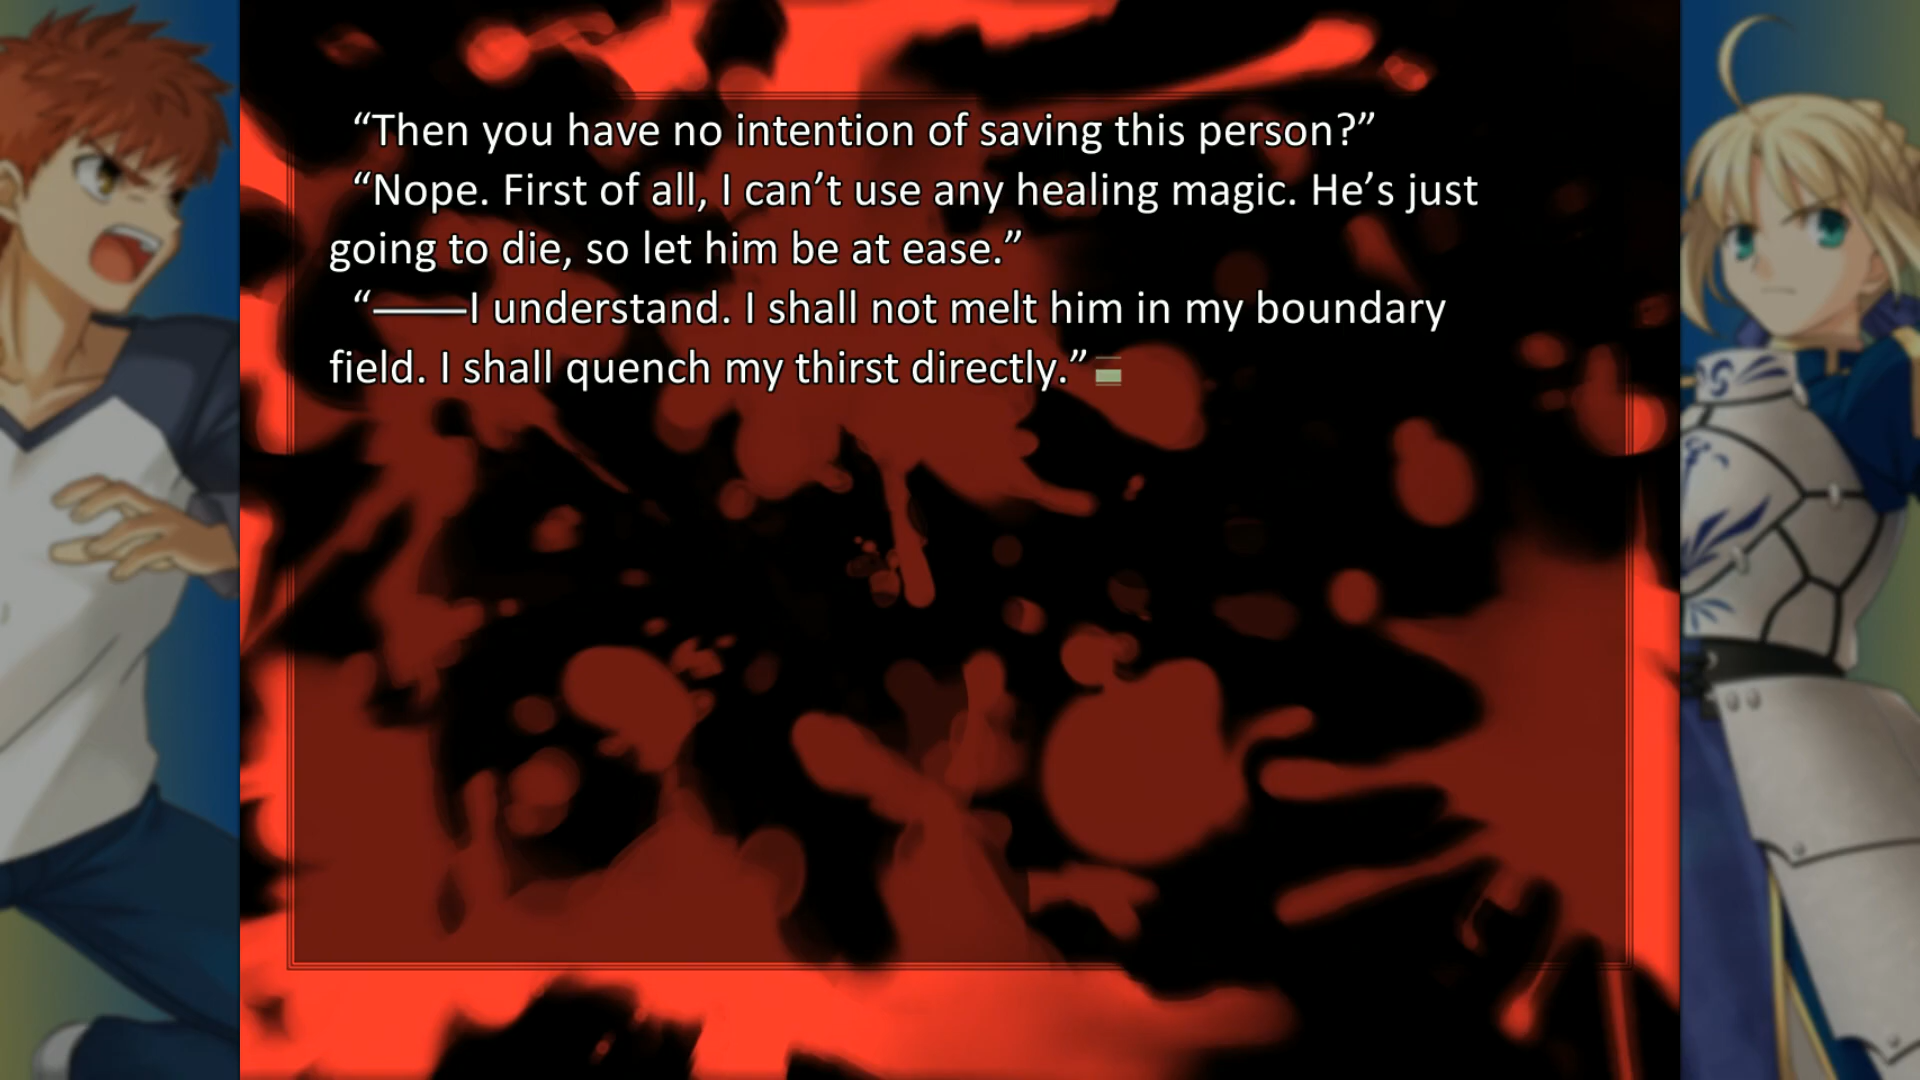 “Then you have no intention of saving this person?”
“Nope. First of all, I can’t use any healing magic. He’s just
going to die, so let him be at ease.”
“――I understand. I shall not melt him in my boundary
field. I shall quench my thirst directly.”